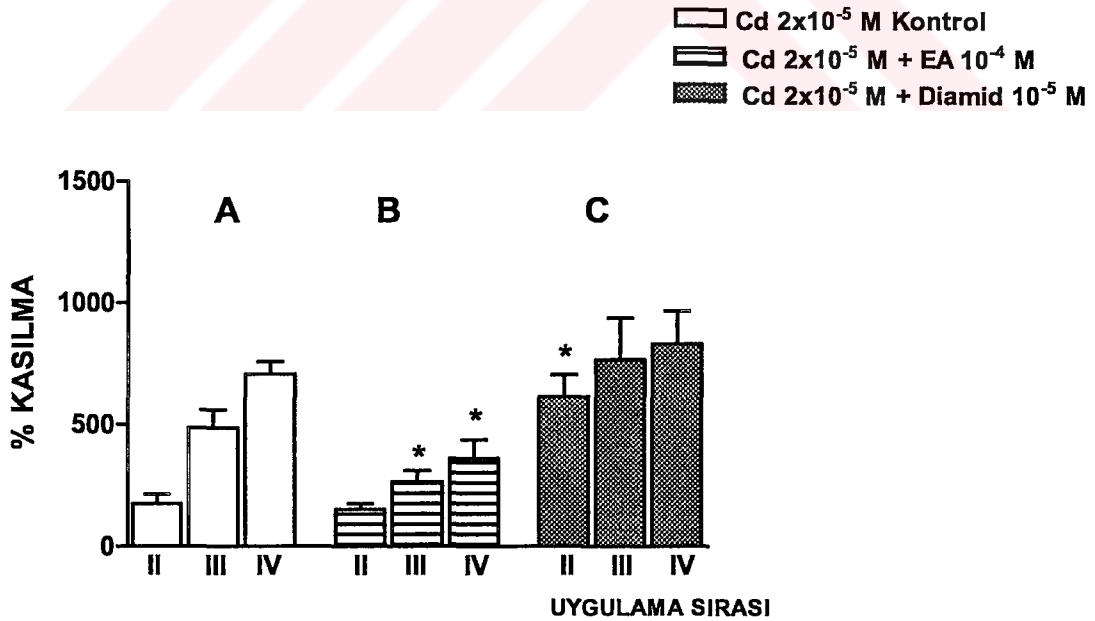 Cd 2x10⁻⁵ M Kontrol
Cd 2x10⁻⁵ M + EA 10⁻⁴ M
Cd 2x10⁻⁵ M + Diamid 10⁻⁵ M
1500
A B C
1000
% KASILMA
* 
* *
500
0
II III IV II III IV II III IV
UYGULAMA SIRASI